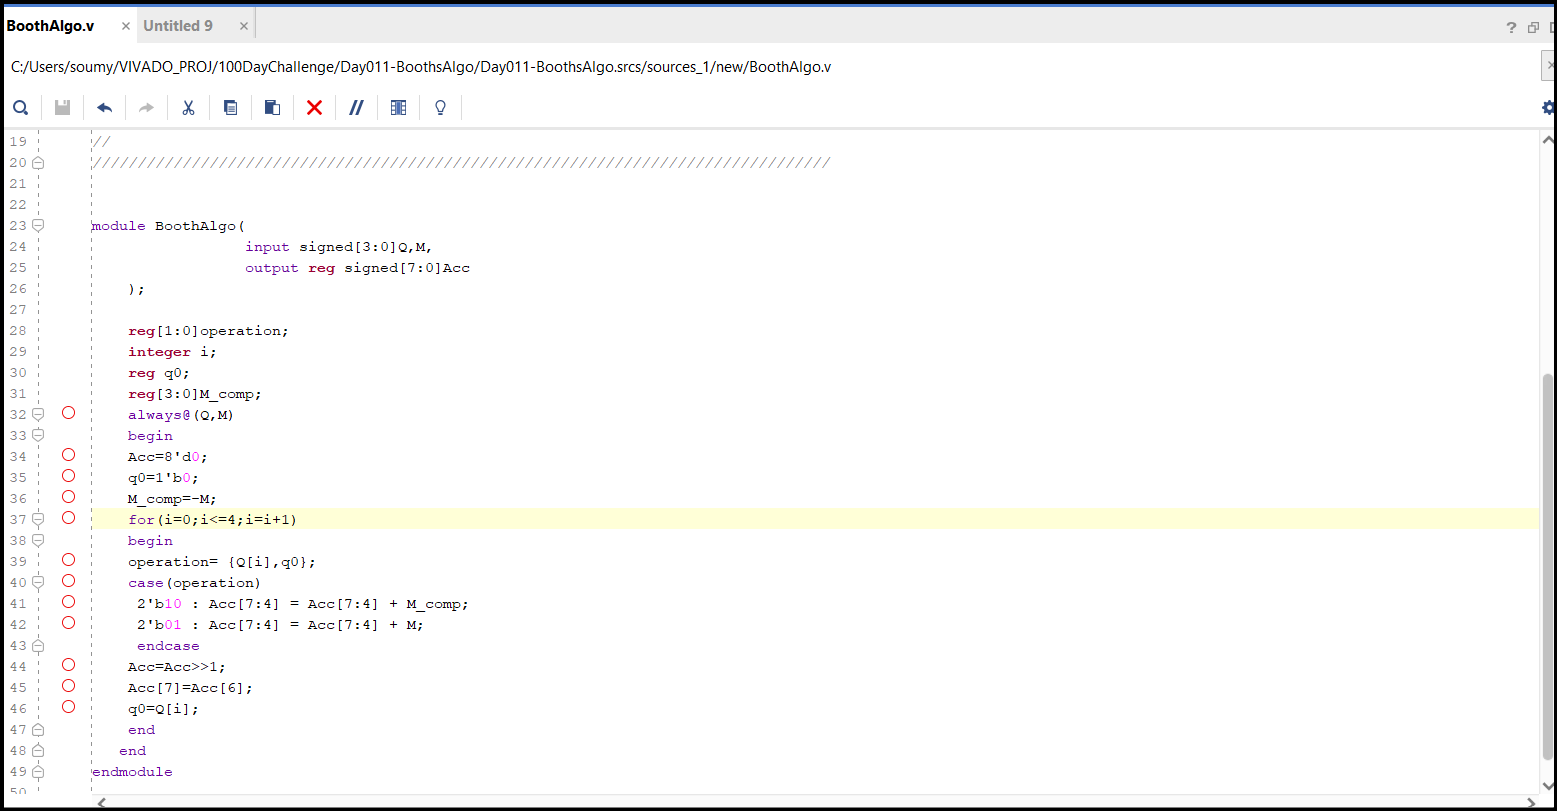 BoothAlgo.v × Untitled 9 × ?
C:/Users/soumy/VIVADO_PROJ/100DayChallenge/Day011-BoothsAlgo/Day011-BoothsAlgo.srcs/sources_1/new/BoothAlgo.v ×
19 //
20 //////////////////////////////////////////////////////////////////////////////////
21
22
23 module BoothAlgo(
24 input signed[3:0]Q,M,
25 output reg signed[7:0]Acc
26 );
27
28 reg[1:0]operation;
29 integer i;
30 reg q0;
31 reg[3:0]M_comp;
32 always@(Q,M)
33 begin
34 Acc=8'd0;
35 q0=1'b0;
36 M_comp=-M;
37 for(i=0;i<=4;i=i+1)
38 begin
39 operation= {Q[i],q0};
40 case(operation)
41 2'b10 : Acc[7:4] = Acc[7:4] + M_comp;
42 2'b01 : Acc[7:4] = Acc[7:4] + M;
43 endcase
44 Acc=Acc>>1;
45 Acc[7]=Acc[6];
46 q0=Q[i];
47 end
48 end
49 endmodule
50